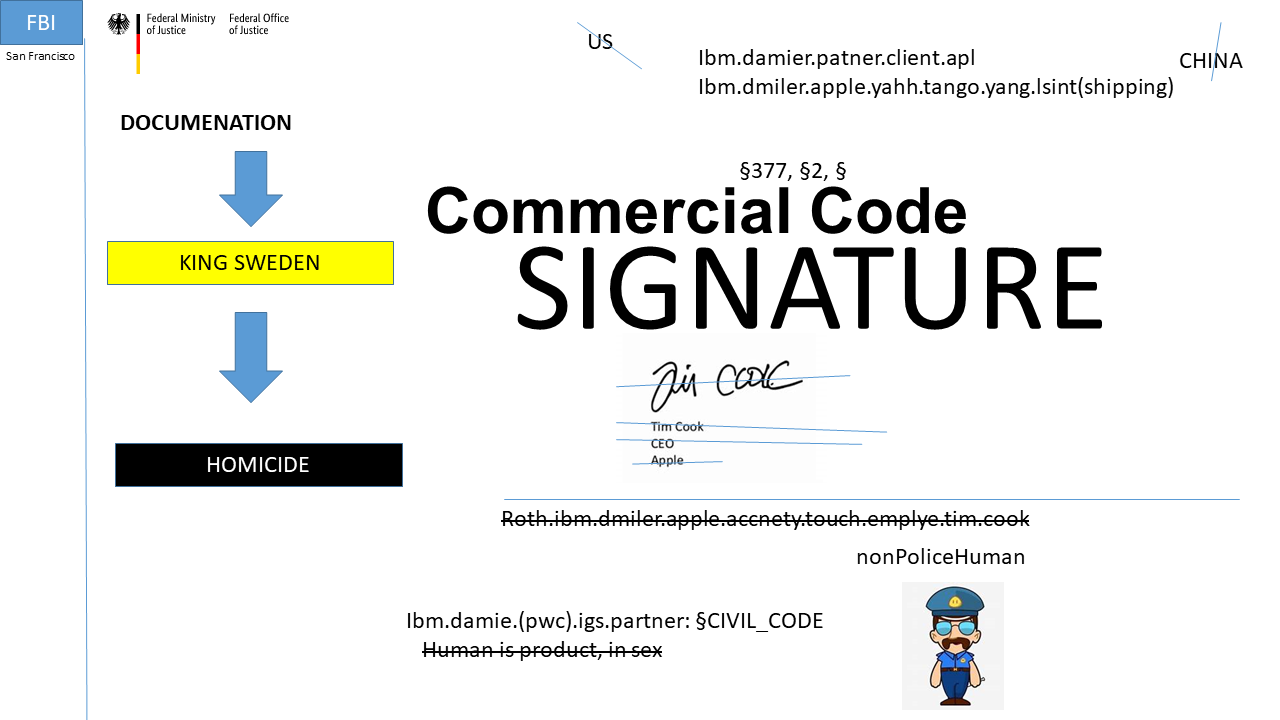 FBI
San Francisco
Federal Ministry of Justice
Federal Office of Justice
US
Ibm.damier.patner.client.apl
Ibm.dmiler.apple.yahh.tango.yang.lsint(shipping)
CHINA
DOCUMENATION
KING SWEDEN
HOMICIDE
§377, §2, §
Commercial Code
SIGNATURE
Tim Cook
Tim Cook
CEO
Apple
Roth.ibm.dmiler.apple.accnety.touch.emplye.tim.cook
nonPoliceHuman
Ibm.damie.(pwc).igs.partner: §CIVIL_CODE
Human is product, in sex